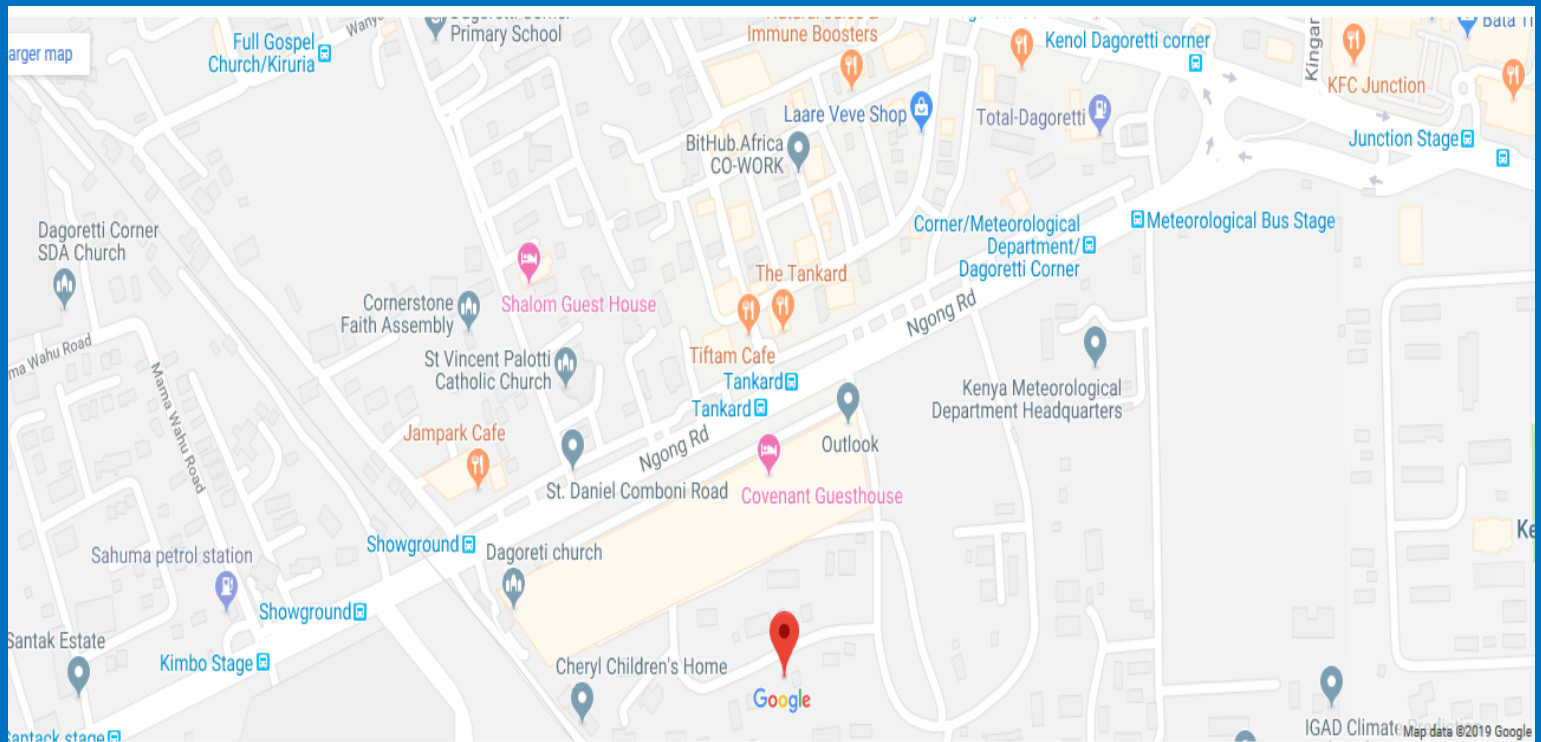 Dagoretti Corner
Primary School
Wanye
Immune Boosters
Kenol Dagoretti corner
Kingar
Bata
arger map
Full Gospel
Church/Kiruria
KFC Junction
Laare Veve Shop
Total-Dagoretti
Junction Stage
BitHub.Africa
CO-WORK
Dagoretti Corner
SDA Church
Corner/Meteorological
Department/
Dagoretti Corner
Meteorological Bus Stage
The Tankard
Shalom Guest House
Cornerstone
Faith Assembly
Ngong Rd
ma Wahu Road
St Vincent Palotti
Catholic Church
Tiftam Cafe
Tankard
Tankard
Kenya Meteorological
Department Headquarters
Mama Wahu Road
Jampark Cafe
Ngong Rd
Outlook
St. Daniel Comboni Road
Covenant Guesthouse
Ke
Showground
Dagoreti church
Sahuma petrol station
Showground
Santak Estate
Kimbo Stage
Cheryl Children's Home
Google
IGAD Climate
Map data ©2019 Google
Santack stage